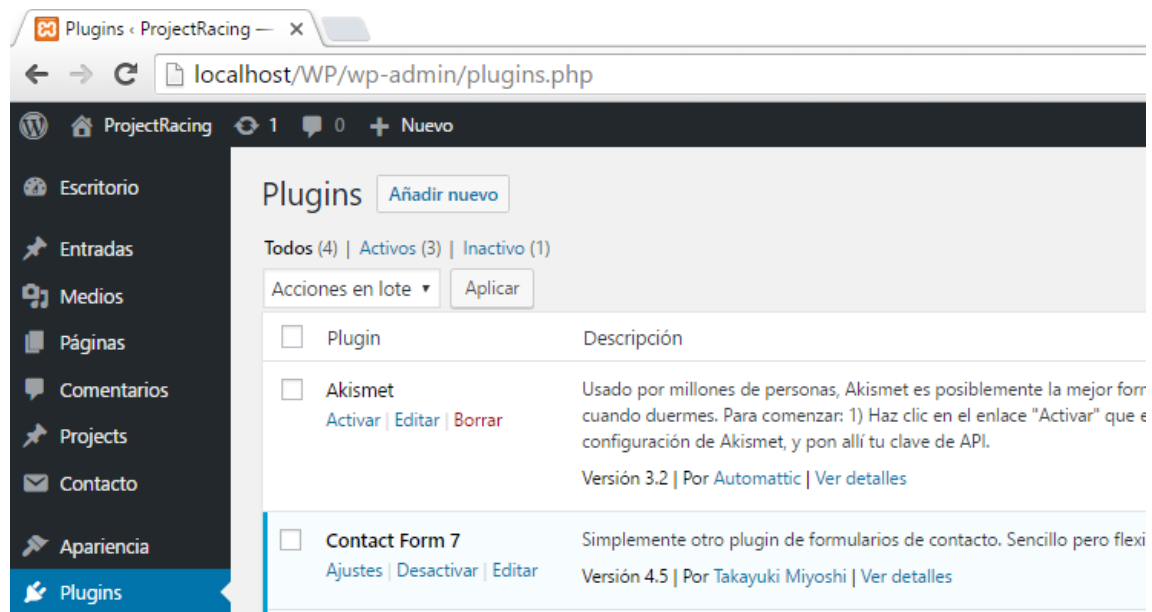 Plugins ‹ ProjectRacing —
localhost/WP/wp-admin/plugins.php
ProjectRacing 1 0 Nuevo
Escritorio
Entradas
Medios
Páginas
Comentarios
Projects
Contacto
Apariencia
Plugins
Plugins Añadir nuevo
Todos (4) | Activos (3) | Inactivo (1)
Acciones en lote Aplicar
Plugin Descripción
Akismet
Activar | Editar | Borrar
Usado por millones de personas, Akismet es posiblemente la mejor
cuando duermes. Para comenzar: 1) Haz clic en el enlace "Activar" que
configuración de Akismet, y pon allí tu clave de API.
Versión 3.2 | Por Automattic | Ver detalles
Contact Form 7
Ajustes | Desactivar | Editar
Simplemente otro plugin de formularios de contacto. Sencillo pero
Versión 4.5 | Por Takayuki Miyoshi | Ver detalles